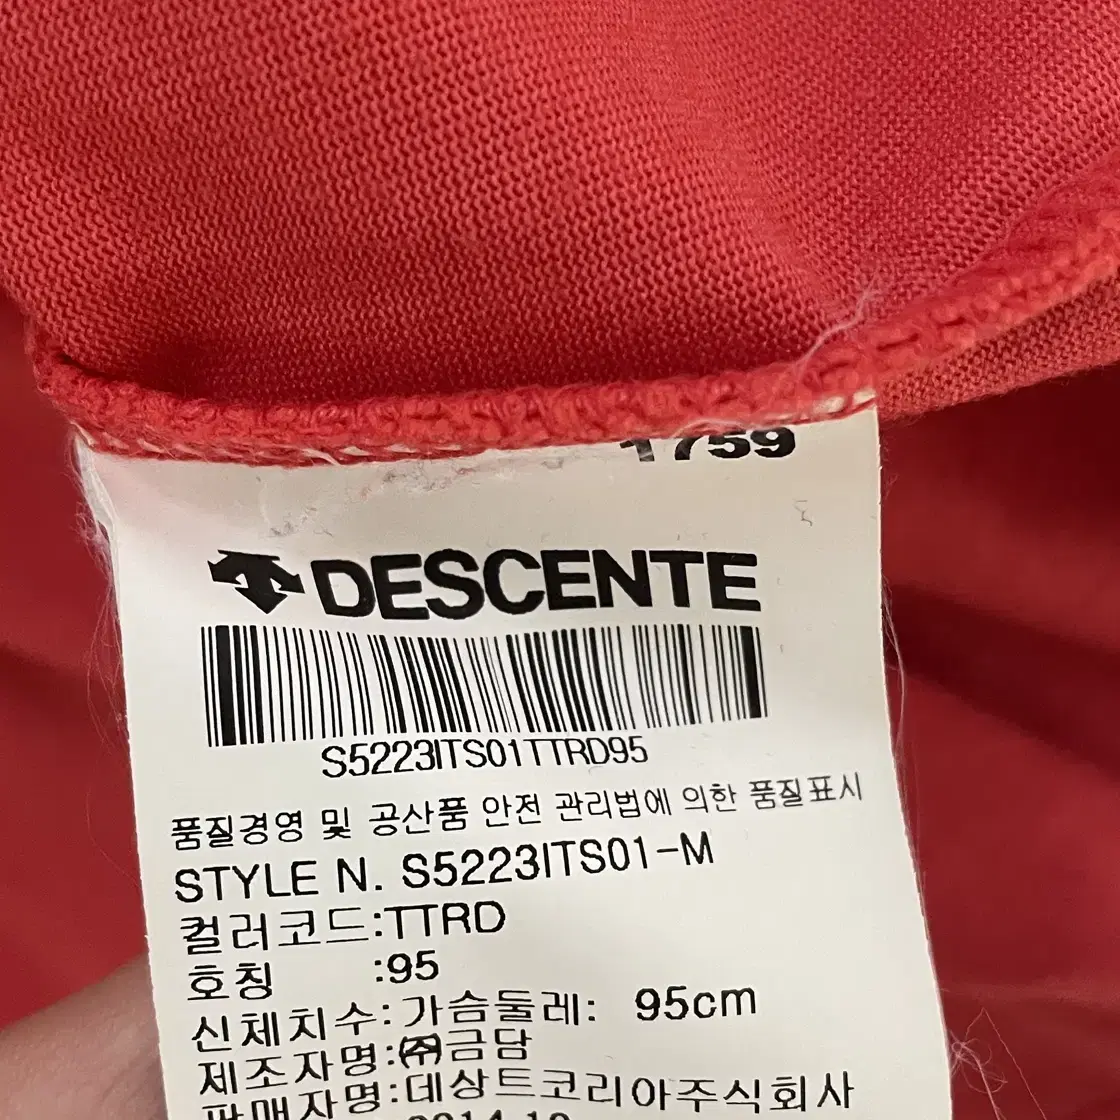 1759
DESCENTE
S5223ITS01TTRD95
품질경영 및 공산품 안전 관리법에 의한 품질표시
STYLE N. S5223ITS01-M
컬러코드:TTRD
호칭 :95
신체치수:가슴둘레: 95cm
제조자명:㈜금담
판매자명:데상트코리아주식회사